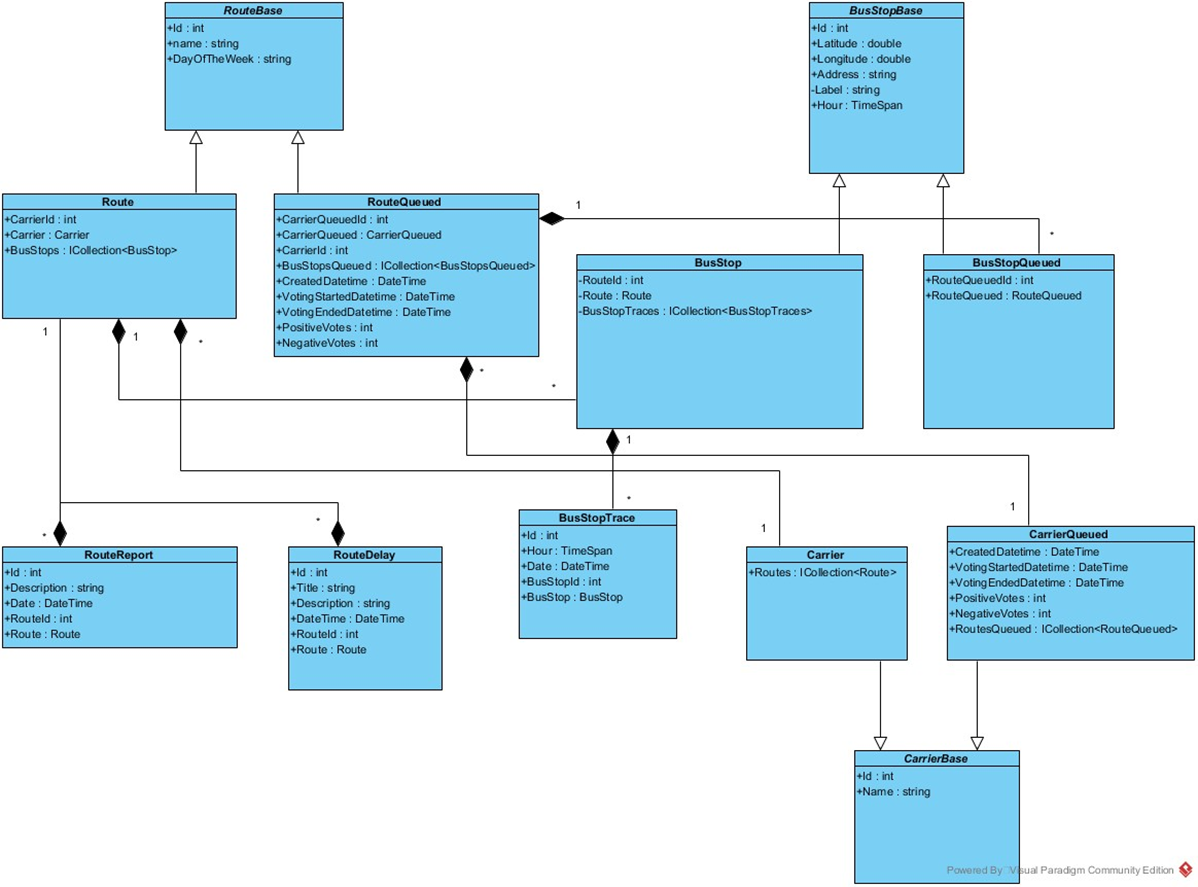 RouteBase
+Id : int
+name : string
+DayOfTheWeek : string
BusStopBase
+Id : int
+Latitude : double
+Longitude : double
+Address : string
-Label : string
+Hour : TimeSpan
Route
+CarrierId : int
+Carrier : Carrier
+BusStops : ICollection<BusStop>
RouteQueued
+CarrierQueuedId : int
+CarrierQueued : CarrierQueued
+CarrierId : int
+BusStopsQueued : ICollection<BusStopsQueued>
+CreatedDatetime : DateTime
+VotingStartedDatetime : DateTime
+VotingEndedDatetime : DateTime
+PositiveVotes : int
+NegativeVotes : int
1
*
BusStop
-RouteId : int
-Route : Route
-BusStopTraces : ICollection<BusStopTraces>
BusStopQueued
+RouteQueuedId : int
+RouteQueued : RouteQueued
1
1
*
*
*
1
*
1
1
*
*
RouteReport
+Id : int
+Description : string
+Date : DateTime
+RouteId : int
+Route : Route
RouteDelay
+Id : int
+Title : string
+Description : string
+DateTime : DateTime
+RouteId : int
+Route : Route
BusStopTrace
+Id : int
+Hour : TimeSpan
+Date : DateTime
+BusStopId : int
+BusStop : BusStop
Carrier
+Routes : ICollection<Route>
CarrierQueued
+CreatedDatetime : DateTime
+VotingStartedDatetime : DateTime
+VotingEndedDatetime : DateTime
+PositiveVotes : int
+NegativeVotes : int
+RoutesQueued : ICollection<RouteQueued>
CarrierBase
+Id : int
+Name : string
Powered By Visual Paradigm Community Edition